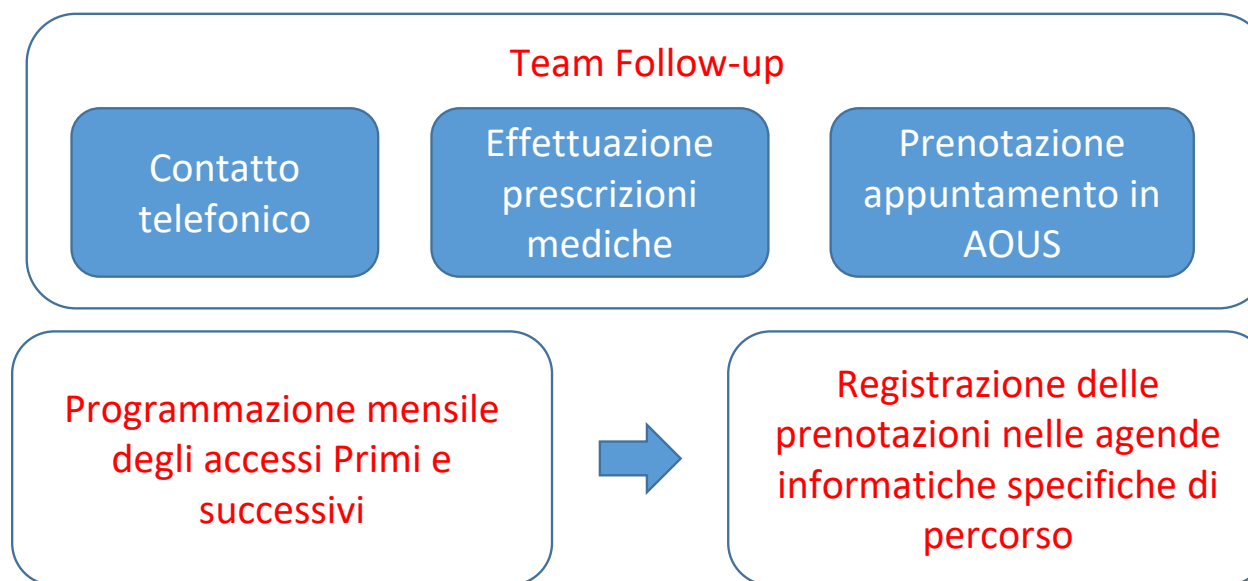 Team Follow-up
Contatto
telefonico
Effettuazione
prescrizioni
mediche
Prenotazione
appuntamento in
AOUS
Programmazione mensile
degli accessi Primi e
successivi
Registrazione delle
prenotazioni nelle agende
informatiche specifiche di
percorso